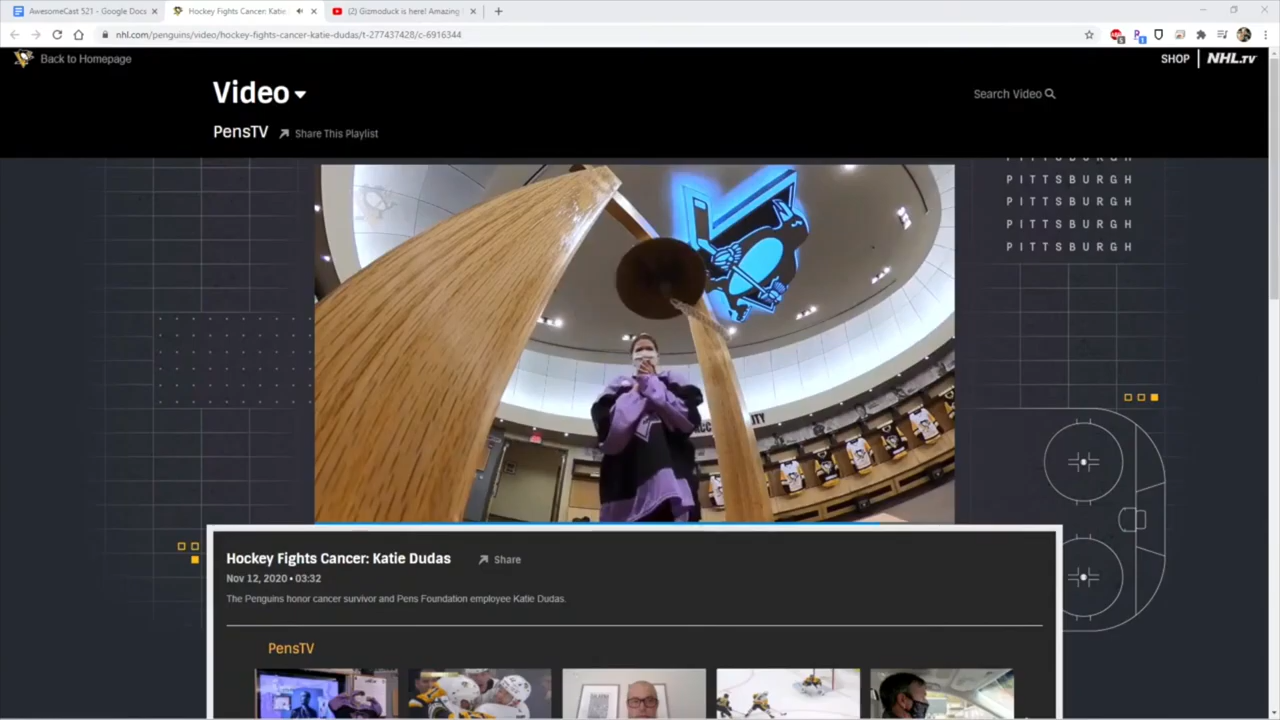 AwesomeCast 521 - Google Docs
Hockey Fights Cancer: Katie
(2) Gizmoduck is here! Amazing
nhl.com/penguins/video/hockey-fights-cancer-katie-dudas/t-277437428/c-6916344
Back to Homepage
SHOP NHL.TV
Video
Search Video
PensTV Share This Playlist
PITTSBURGH
PITTSBURGH
PITTSBURGH
PITTSBURGH
PITTSBURGH
Hockey Fights Cancer: Katie Dudas Share
Nov 12, 2020 • 03:32
The Penguins honor cancer survivor and Pens Foundation employee Katie Dudas.
PensTV